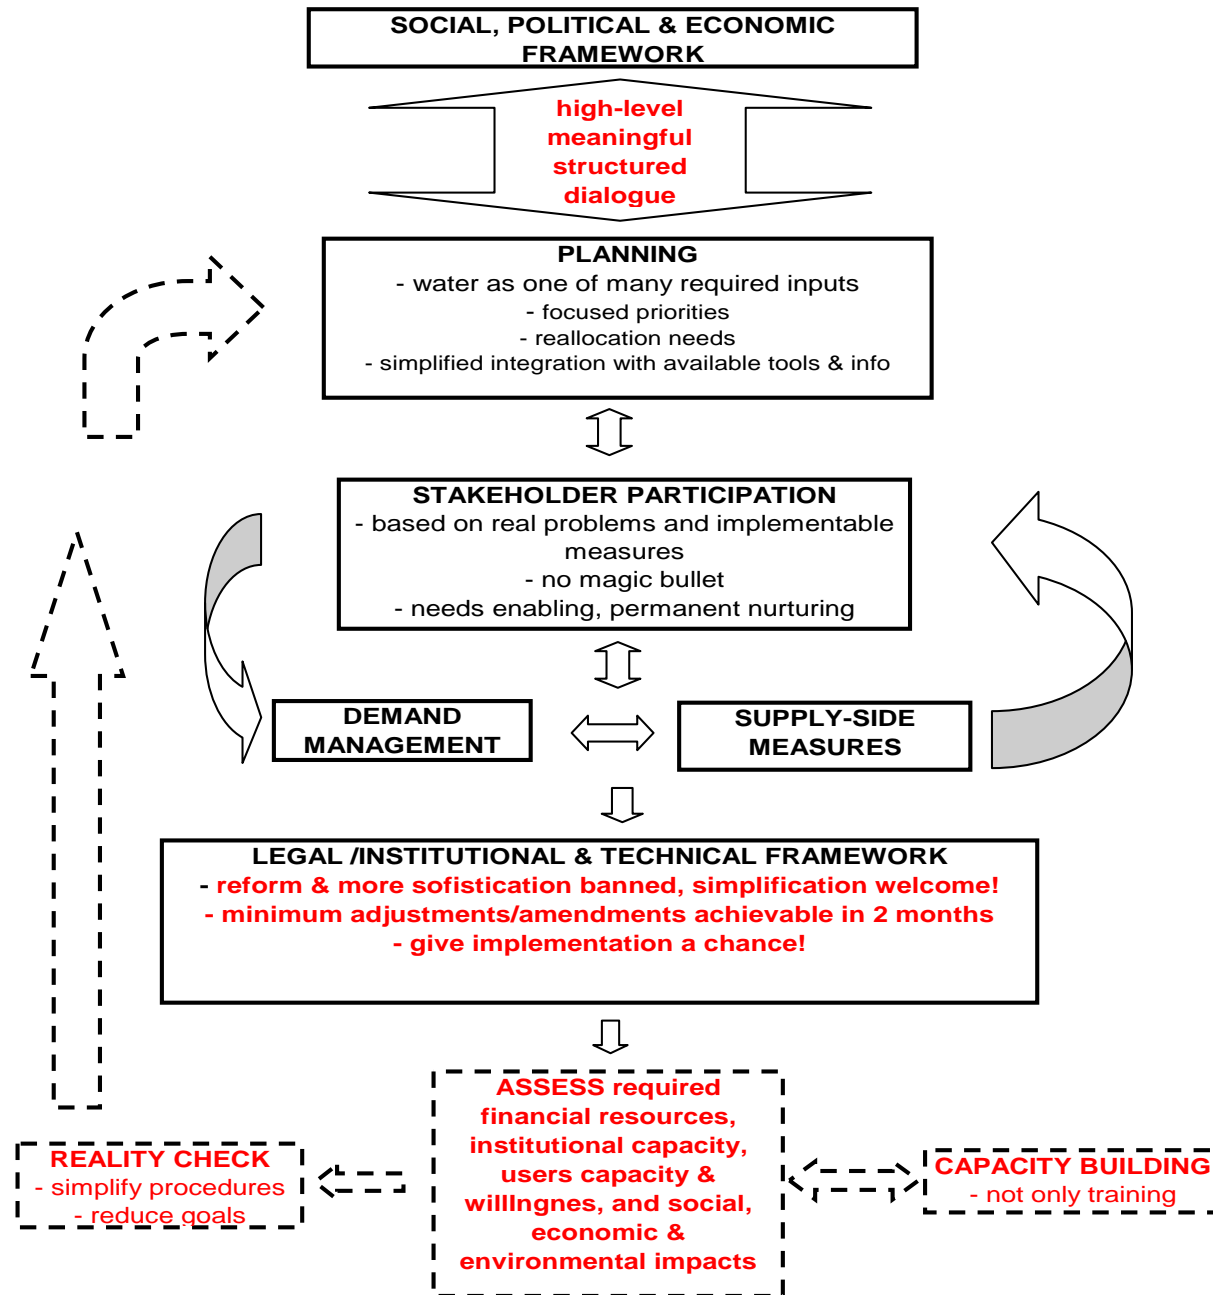 SOCIAL, POLITICAL & ECONOMIC
FRAMEWORK
high-level
meaningful
structured
dialogue
PLANNING
- water as one of many required inputs
- focused priorities
- reallocation needs
- simplified integration with available tools & info
STAKEHOLDER PARTICIPATION
- based on real problems and implementable
measures
- no magic bullet
- needs enabling, permanent nurturing
DEMAND
MANAGEMENT
SUPPLY-SIDE
MEASURES
LEGAL /INSTITUTIONAL & TECHNICAL FRAMEWORK
- reform & more sofistication banned, simplification welcome!
- minimum adjustments/amendments achievable in 2 months
- give implementation a chance!
ASSESS required
financial resources,
institutional capacity,
users capacity &
willIngnes, and social,
economic &
environmental impacts
REALITY CHECK
- simplify procedures
- reduce goals
CAPACITY BUILDING
- not only training